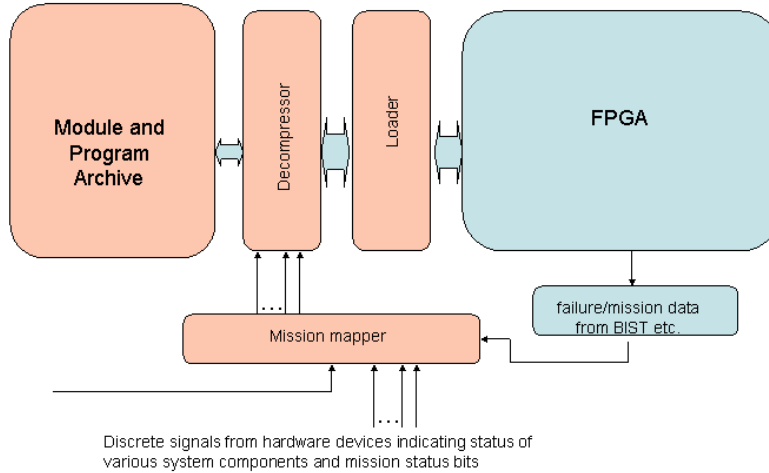 Module and
Program
Archive
Decompressor
Loader
FPGA
failure/mission data
from BIST etc.
...
Mission mapper
...
Discrete signals from hardware devices indicating status of
various system components and mission status bits